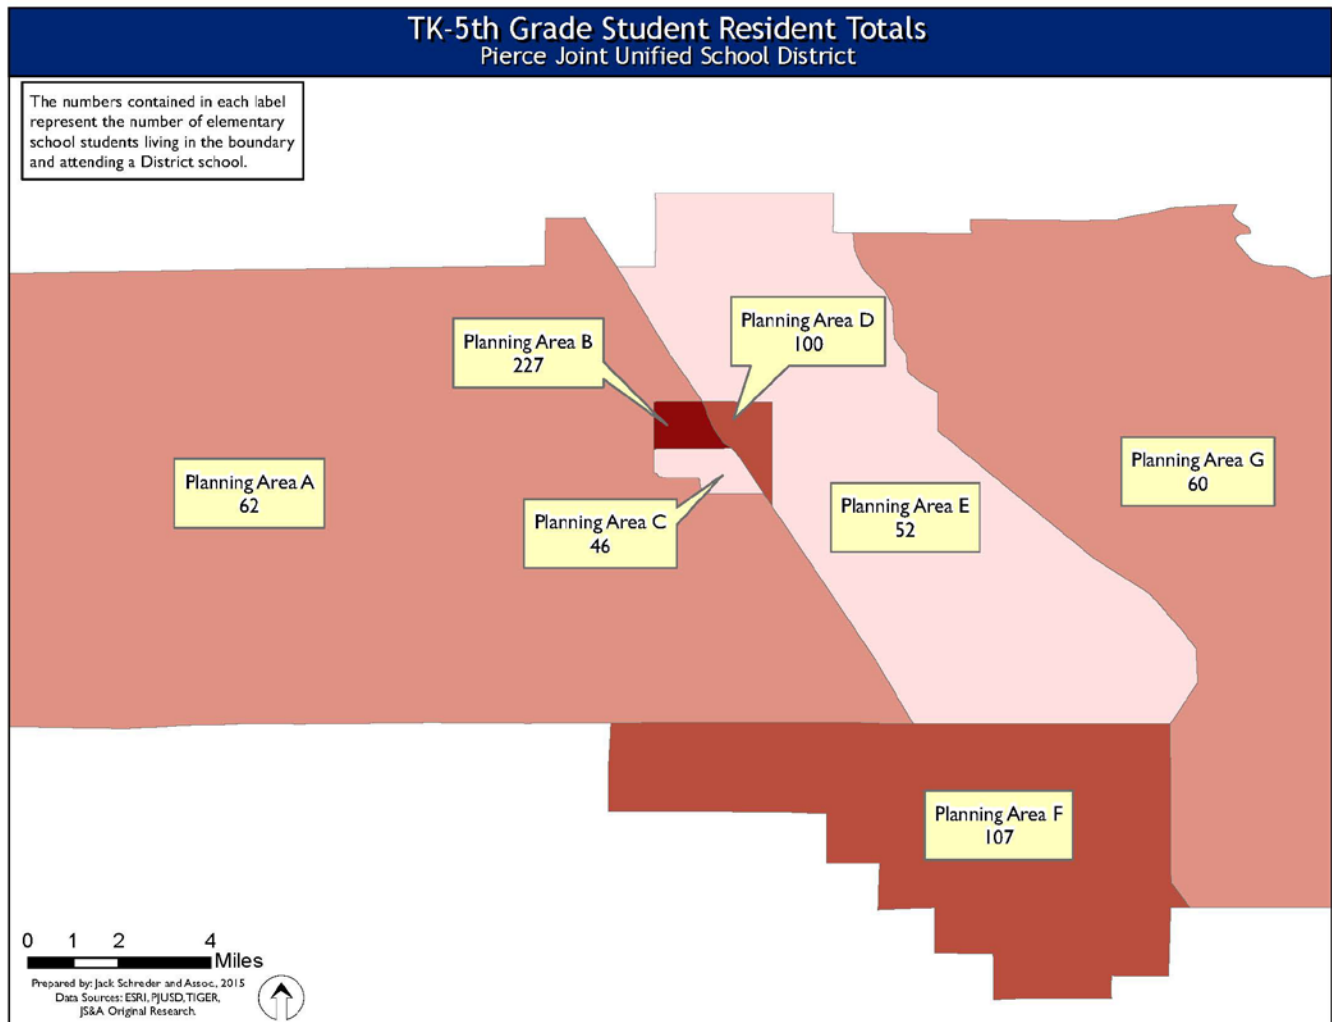 TK-5th Grade Student Resident Totals
Pierce Joint Unified School District
The numbers contained in each label
represent the number of elementary
school students living in the boundary
and attending a District school.
Planning Area B
227
Planning Area D
100
Planning Area A
62
Planning Area C
46
Planning Area E
52
Planning Area G
60
Planning Area F
107
0 1 2 4
Miles
Prepared by: Jack Schreder and Assoc., 2015
Data Sources: ESRI, PJUSD, TIGER,
JS&A Original Research.